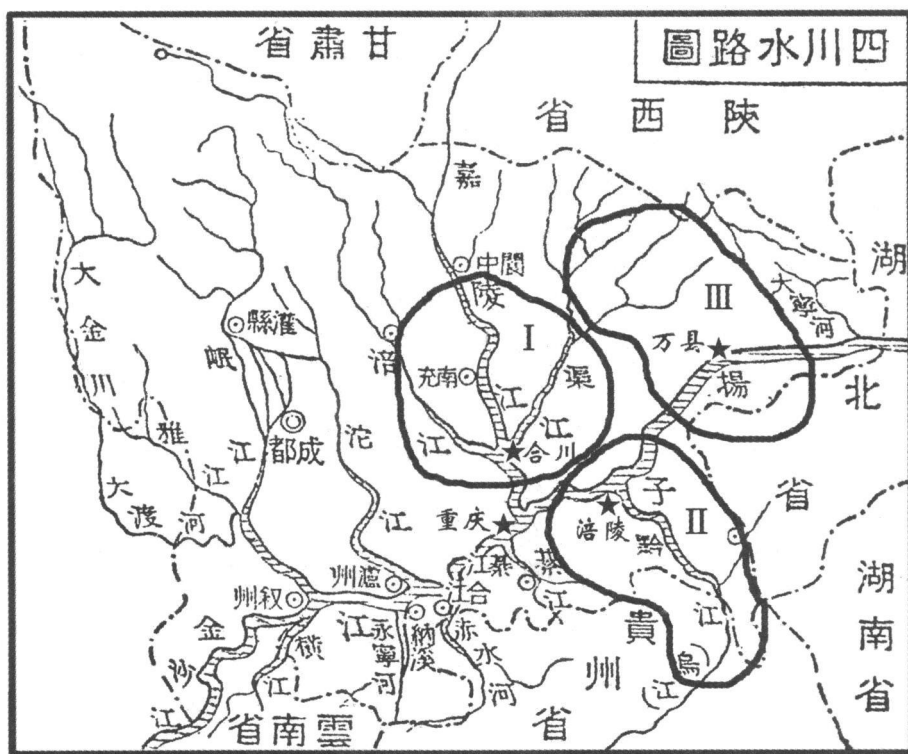 四川水路圖
甘肅省
陝西省
嘉陵江
閬中
湖北省
大寧河
III
I
万县
大金川
灌縣
岷江
涪江
南充
渠江
揚子江
成都
沱江
雅江
大渡河
合川
重庆
涪陵
II
黔江
綦江
江
瀘州
合江
叙州
納溪
永寧河
赤水河
橫江
金沙江
貴州省
烏江
湖南省
雲南省